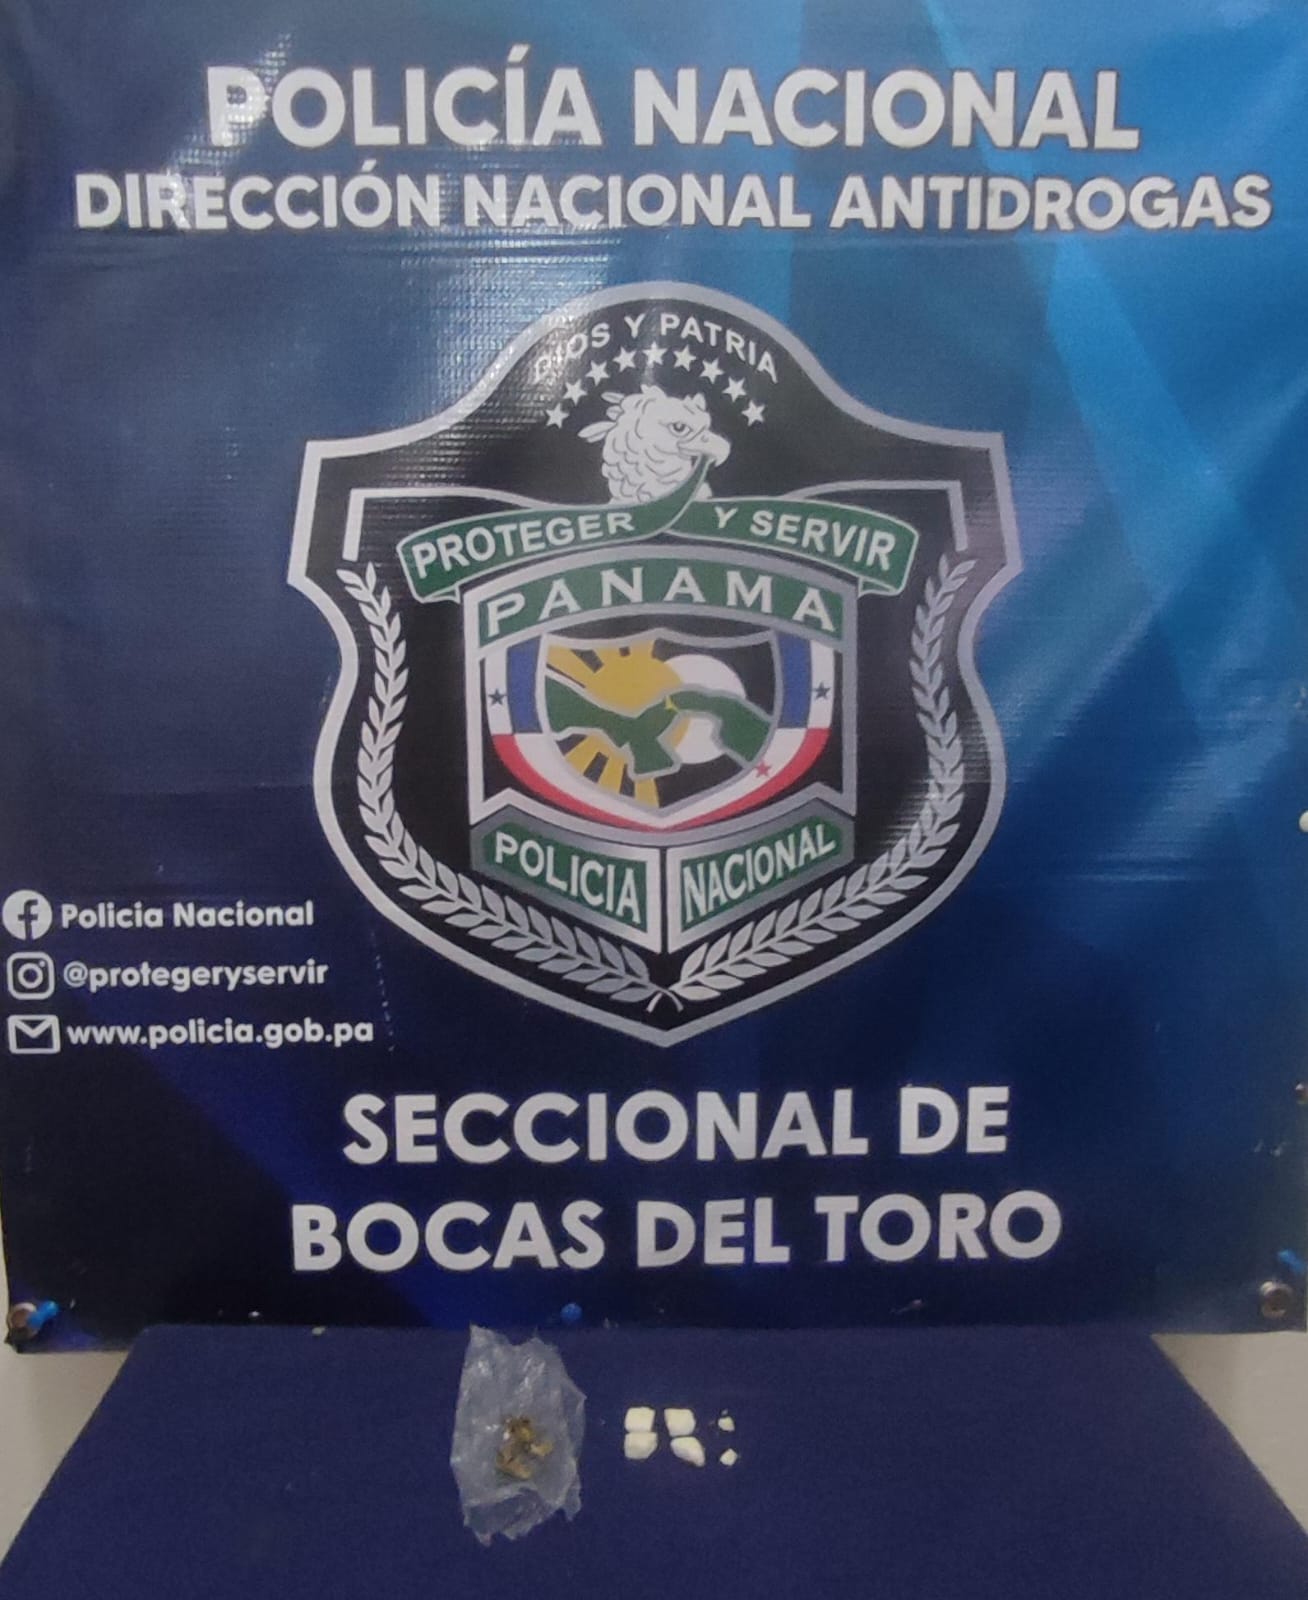 POLICÍA NACIONAL
DIRECCIÓN NACIONAL ANTIDROGAS
DIOS Y PATRIA
PROTEGER Y SERVIR
PANAMA
POLICIA NACIONAL
Policia Nacional
@protegeryservir
www.policia.gob.pa
SECCIONAL DE
BOCAS DEL TORO